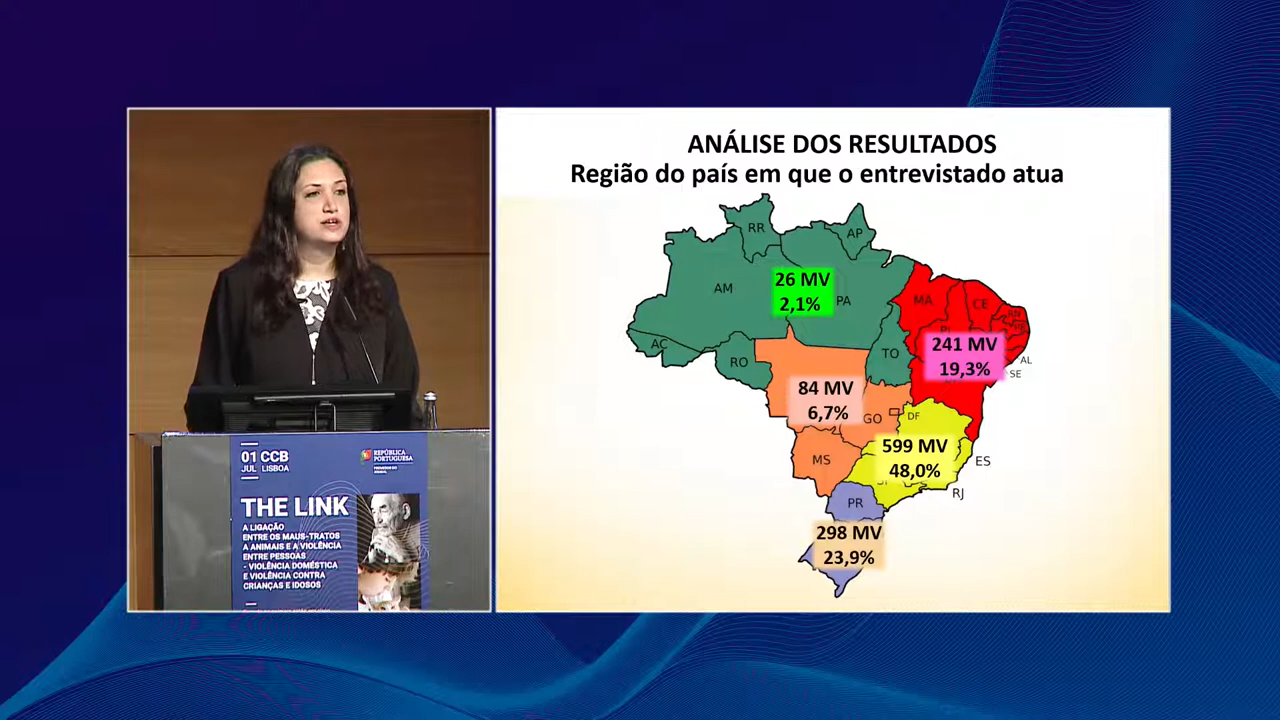 ANÁLISE DOS RESULTADOS
Região do país em que o entrevistado atua
RR
AP
AM
26 MV
2,1%
PA
MA
CE
RN
AC
RO
TO
241 MV
19,3%
AL
SE
84 MV
6,7%
GO
DF
599 MV
48,0%
MS
ES
RJ
PR
298 MV
23,9%
01 CCB
JUL LISBOA
REPÚBLICA
PORTUGUESA
THE LINK
A LIGAÇÃO
ENTRE OS MAUS-TRATOS
A ANIMAIS E A VIOLÊNCIA
ENTRE PESSOAS
- VIOLÊNCIA DOMÉSTICA
E VIOLÊNCIA CONTRA
CRIANÇAS E IDOSOS